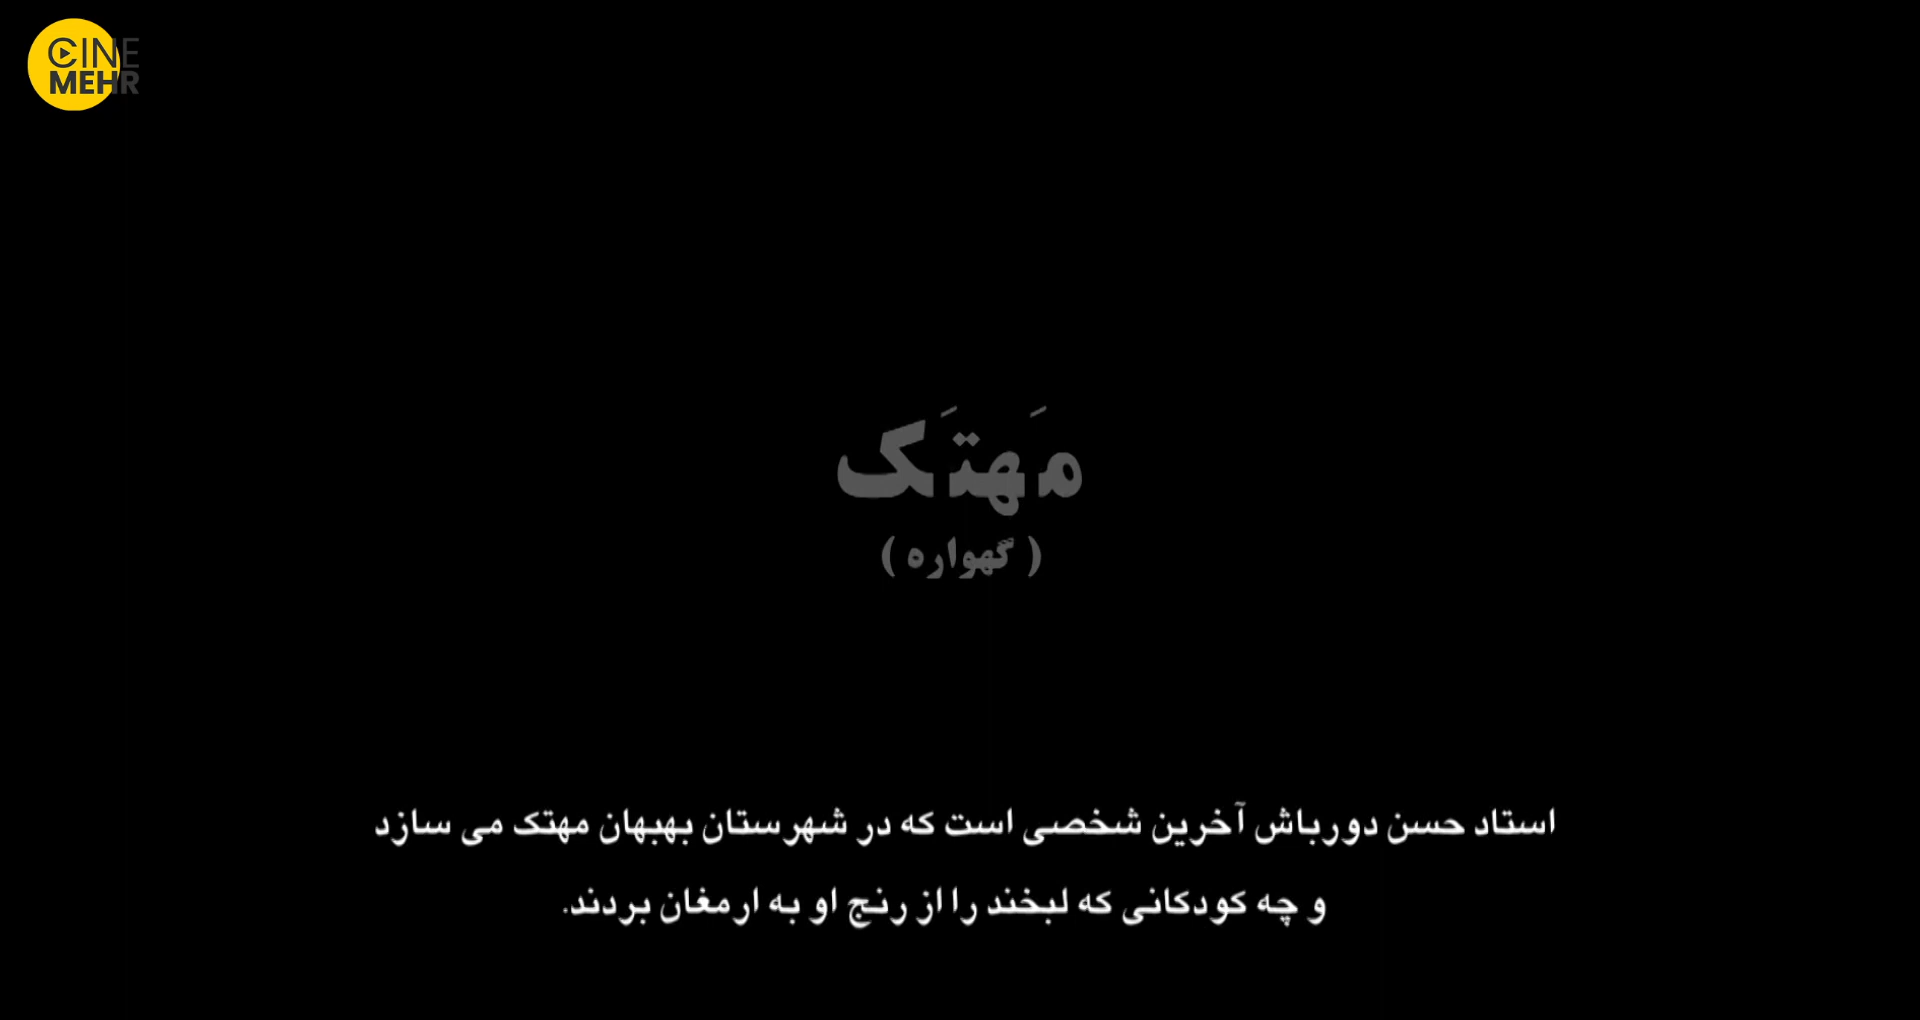 CINE
MEHR
مَهتَک
( گهواره )
استاد حسن دورباش آخرین شخصی است که در شهرستان بهبهان مهتک می سازد
و چه کودکانی که لبخند را از رنج او به ارمغان بردند.